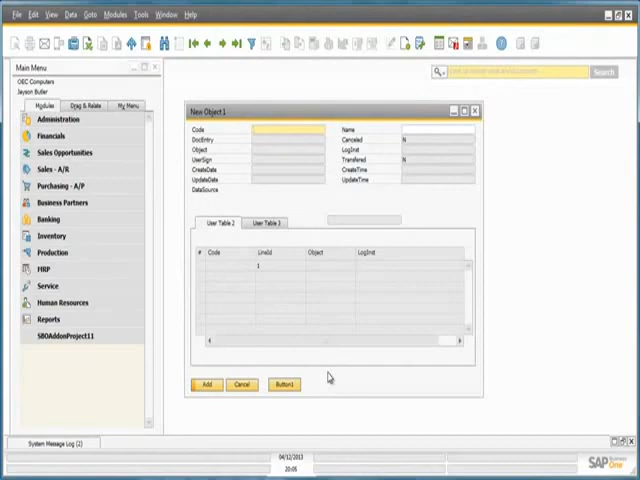 File Edit View Data Goto Modules Tools Window Help
Main Menu
OEC Computers
Jayson Butler
Modules Drag & Relate My Menu
Administration
Financials
Sales Opportunities
Sales - A/R
Purchasing - A/P
Business Partners
Banking
Inventory
Production
MRP
Service
Human Resources
Reports
SBOAddonProject11
Search
New Object 1
Code Name
DocEntry Canceled N
Object LogInst
UserSign Transfered N
CreateDate CreateTime
UpdateDate UpdateTime
DataSource
User Table 2 User Table 3
# Code LineId Object LogInst
1
Add Cancel Button1
System Message Log (2)
04/12/2013
20:05
SAP Business One